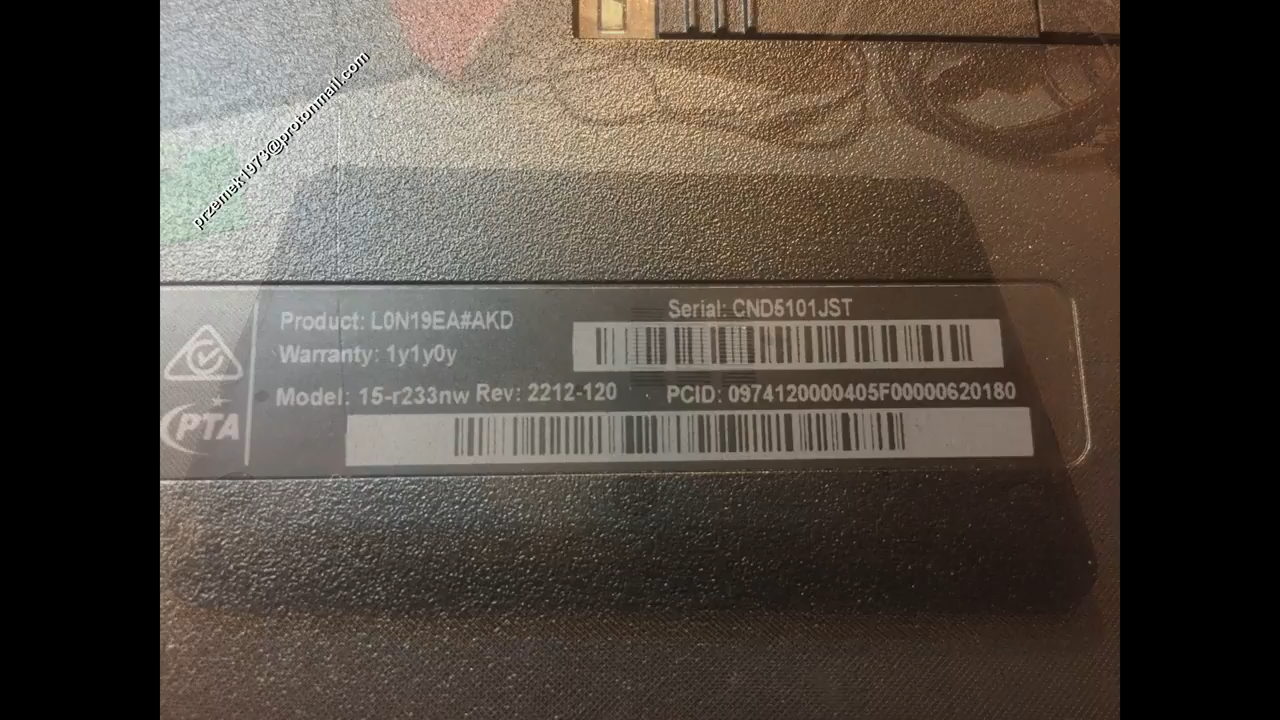 przemek1973@protonmail.com
Product: L0N19EA#AKD
Serial: CND5101JST
Warranty: 1y1y0y
Model: 15-r233nw Rev: 2212-120
PCID: 0974120000405F00000620180
PTA